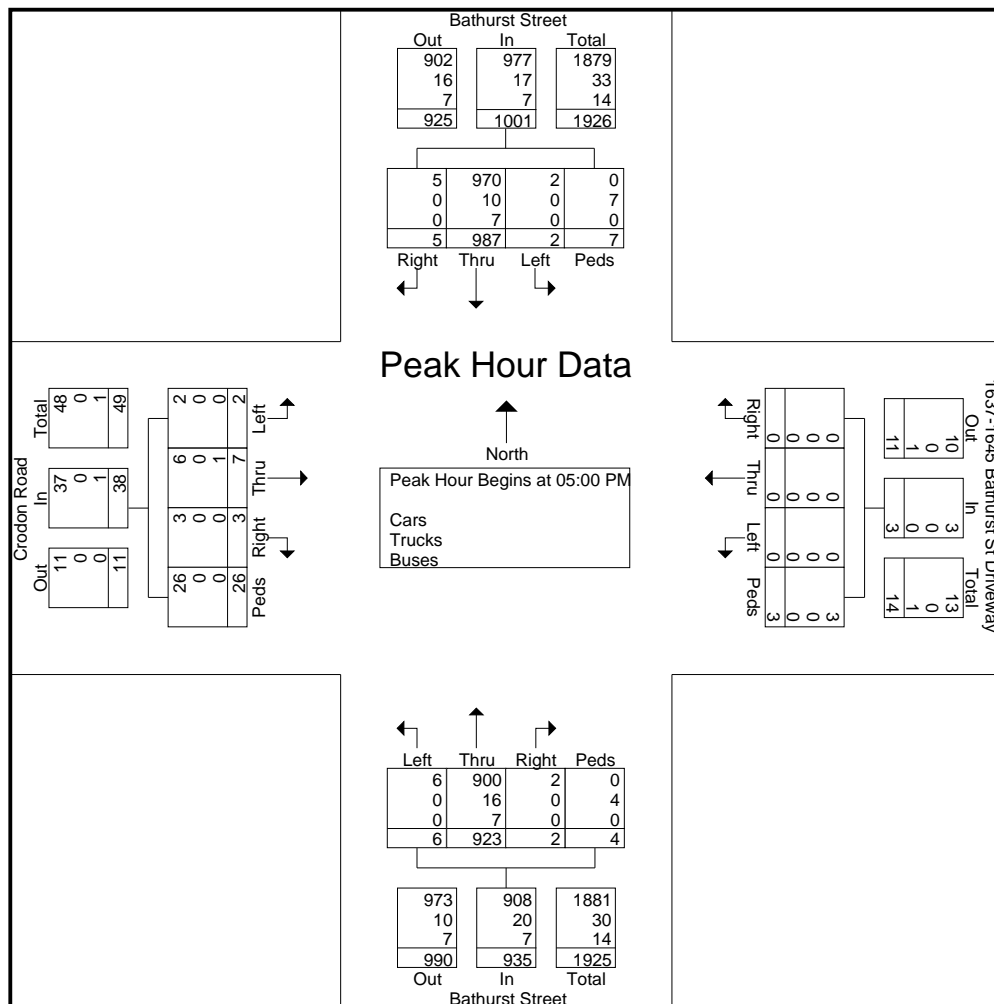 Bathurst Street
Out In Total
902 977 1879
16 17 33
7 7 14
925 1001 1926
5 970 2 0
0 10 0 7
0 7 0 0
5 987 2 7
Right Thru Left Peds
Peak Hour Data
North
Peak Hour Begins at 05:00 PM
Cars
Trucks
Buses
Crodon Road
Total In Out
48 37 11
0 0 0
1 1 0
49 38 11
2 6 3 26
0 0 0 0
0 1 0 0
2 7 3 26
Left Thru Right Peds
1637-1645 Bathurst St Driveway
Out In Total
10 3 13
0 0 0
1 0 1
11 3 14
0 0 0 3
0 0 0 0
0 0 0 0
0 0 0 3
Right Thru Left Peds
Left Thru Right Peds
6 900 2 0
0 16 0 4
0 7 0 0
6 923 2 4
973 908 1881
10 20 30
7 7 14
990 935 1925
Out In Total
Bathurst Street